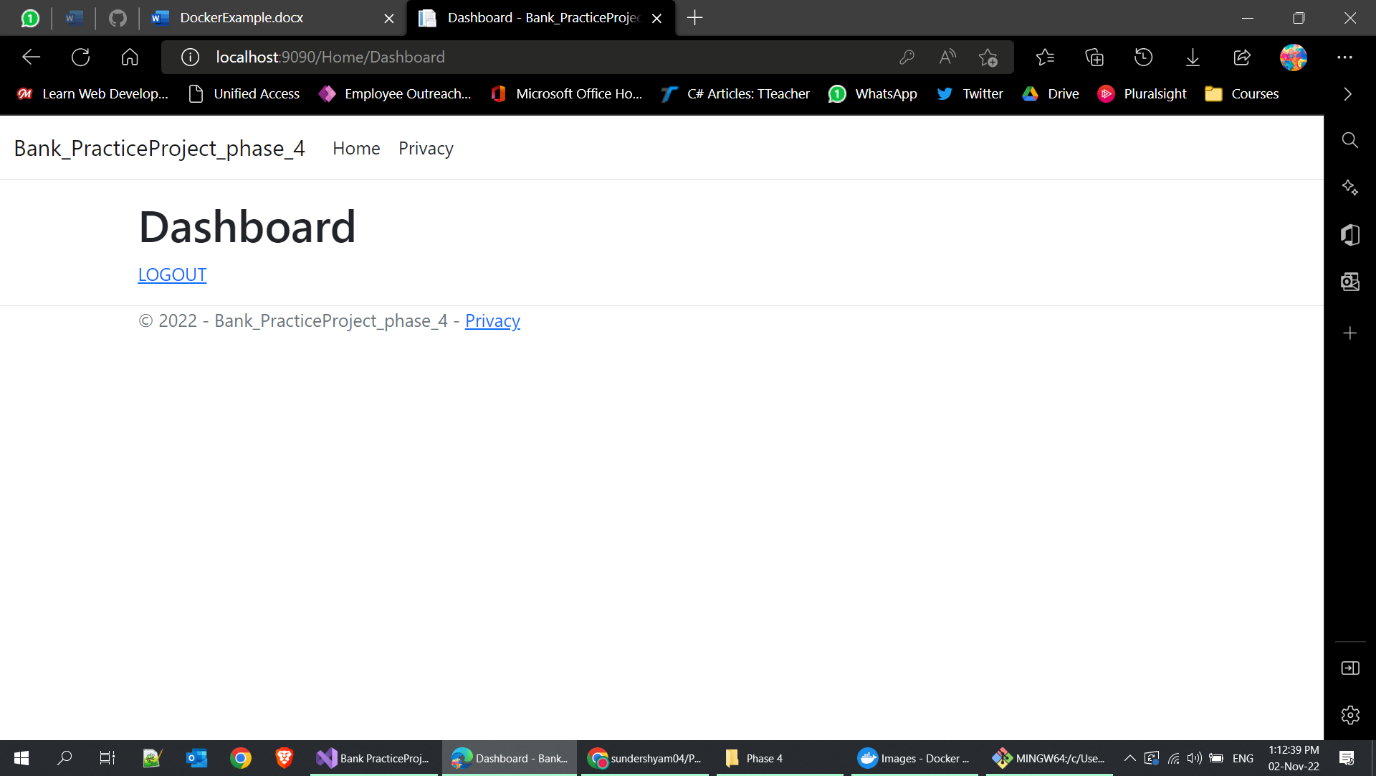 DockerExample.docx
Dashboard - Bank_PracticeProje
localhost:9090/Home/Dashboard
Learn Web Develop... Unified Access Employee Outreach... Microsoft Office Ho... C# Articles: TTeacher WhatsApp Twitter Drive Pluralsight Courses
Bank_PracticeProject_phase_4 Home Privacy
Dashboard
LOGOUT
© 2022 - Bank_PracticeProject_phase_4 - Privacy
Bank PracticeProj... Dashboard - Bank... sundershyam04/P... Phase 4 Images - Docker ... MINGW64:/c/Use... ENG
1:12:39 PM
02-Nov-22